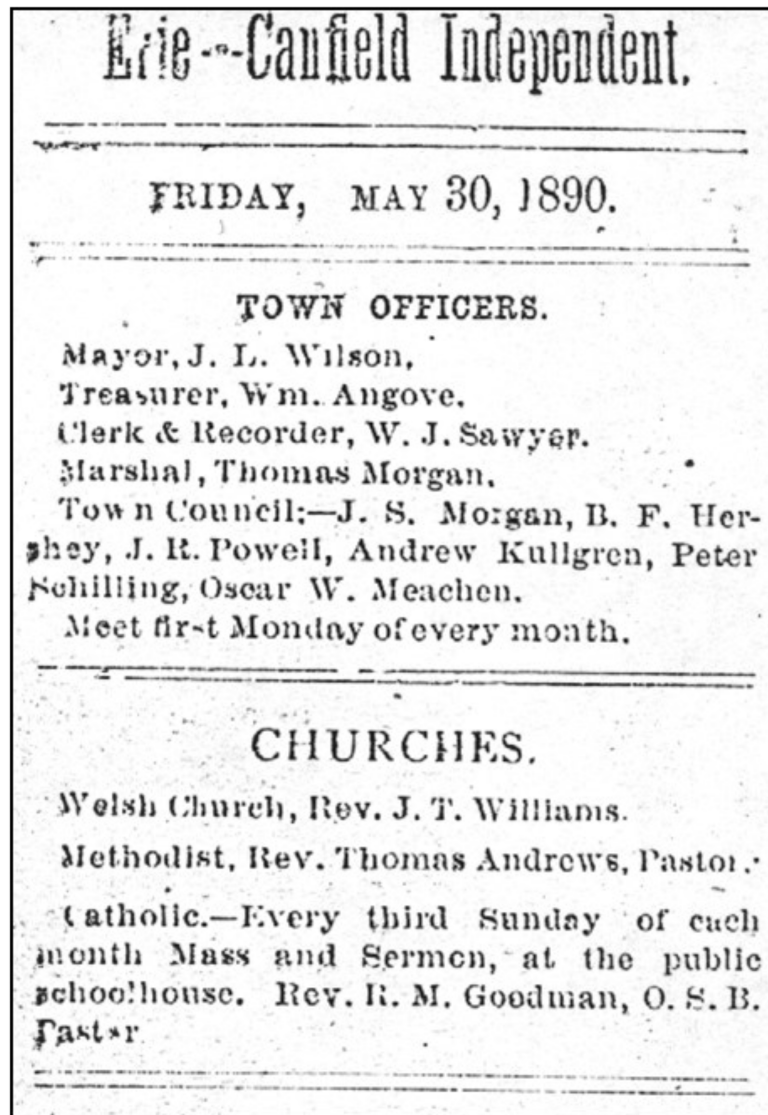 Erie--Canfield Independent.
FRIDAY, MAY 30, 1890.
TOWN OFFICERS.
Mayor, J. L. Wilson,
Treasurer, Wm. Angove.
Clerk & Recorder, W. J. Sawyer.
Marshal, Thomas Morgan.
Town Council:—J. S. Morgan, B. F. Her-
shey, J. R. Powell, Andrew Kullgren, Peter
Schilling, Oscar W. Meachen.
Meet first Monday of every month.
CHURCHES.
Welsh Church, Rev. J. T. Williams.
Methodist, Rev. Thomas Andrews, Pastor.
Catholic.—Every third Sunday of each
month Mass and Sermon, at the public
schoolhouse. Rev. R. M. Goodman, O. S. B.
Pastor